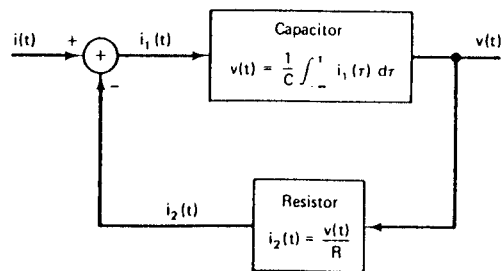 Capacitor
i(t)
+
i₁(t)
v(t) = 1/C ∫₋∞ᵗ i₁(τ) dτ
v(t)
+
−
Resistor
i₂(t)
i₂(t) = v(t)/R